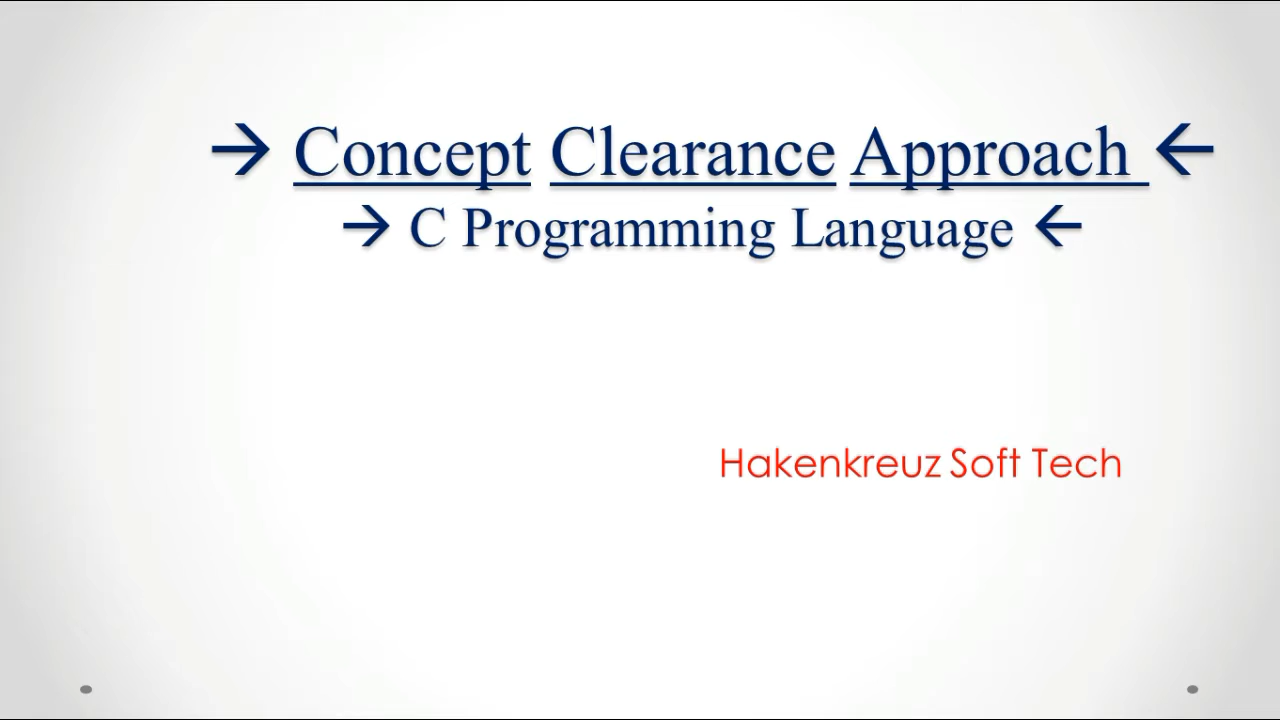 → Concept Clearance Approach ←
→ C Programming Language ←
Hakenkreuz Soft Tech